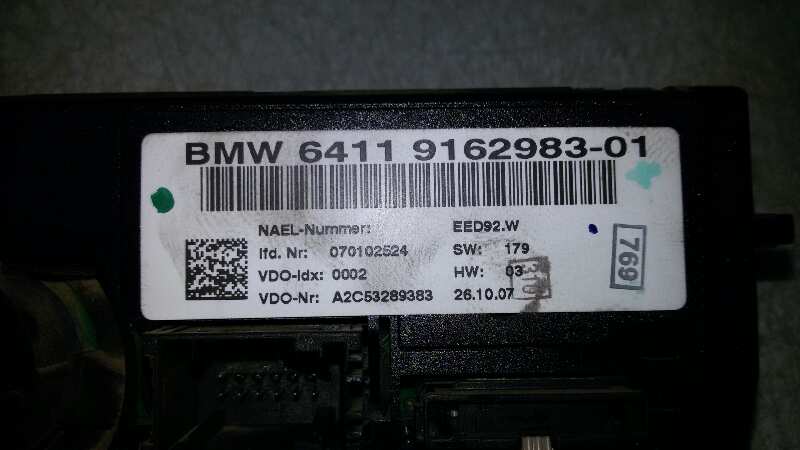 BMW 6411 9162983-01
NAEL-Nummer: EED92.W
lfd. Nr: 070102524 SW: 179
VDO-Idx: 0002 HW: 03
VDO-Nr: A2C53289383 26.10.07
769